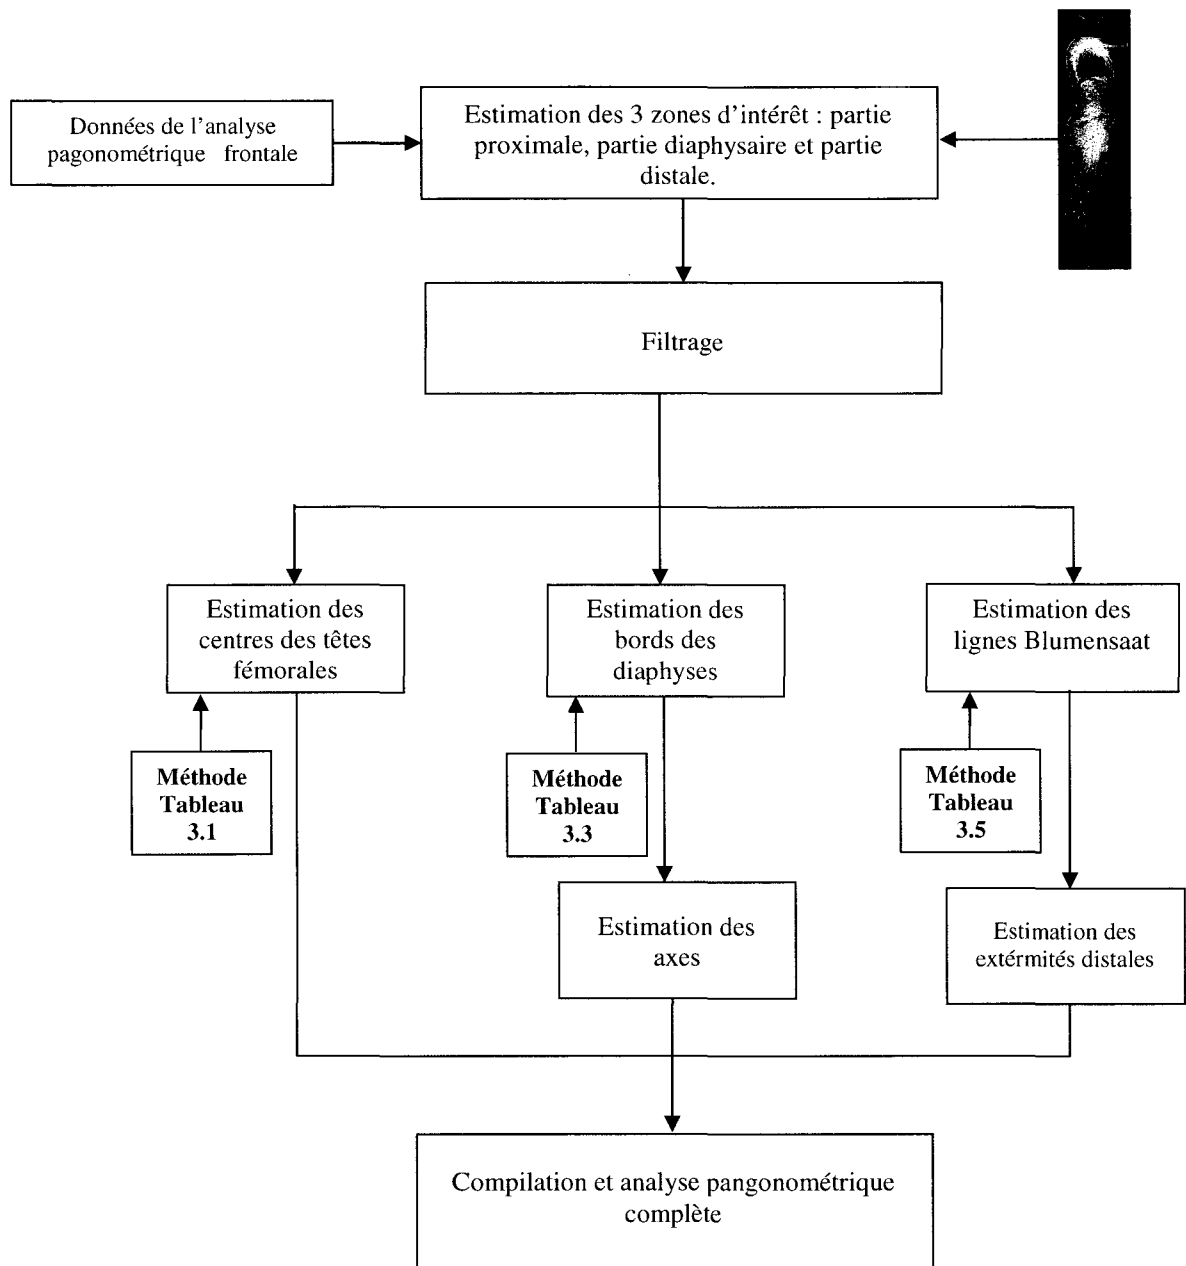 Données de l'analyse
pagonométrique frontale
Estimation des 3 zones d'intérêt : partie
proximale, partie diaphysaire et partie
distale.
Filtrage
Estimation des
centres des têtes
fémorales
Estimation des
bords des
diaphyses
Estimation des
lignes Blumensaat
Méthode
Tableau
3.1
Méthode
Tableau
3.3
Méthode
Tableau
3.5
Estimation des
axes
Estimation des
extérmités distales
Compilation et analyse pangonométrique
complète